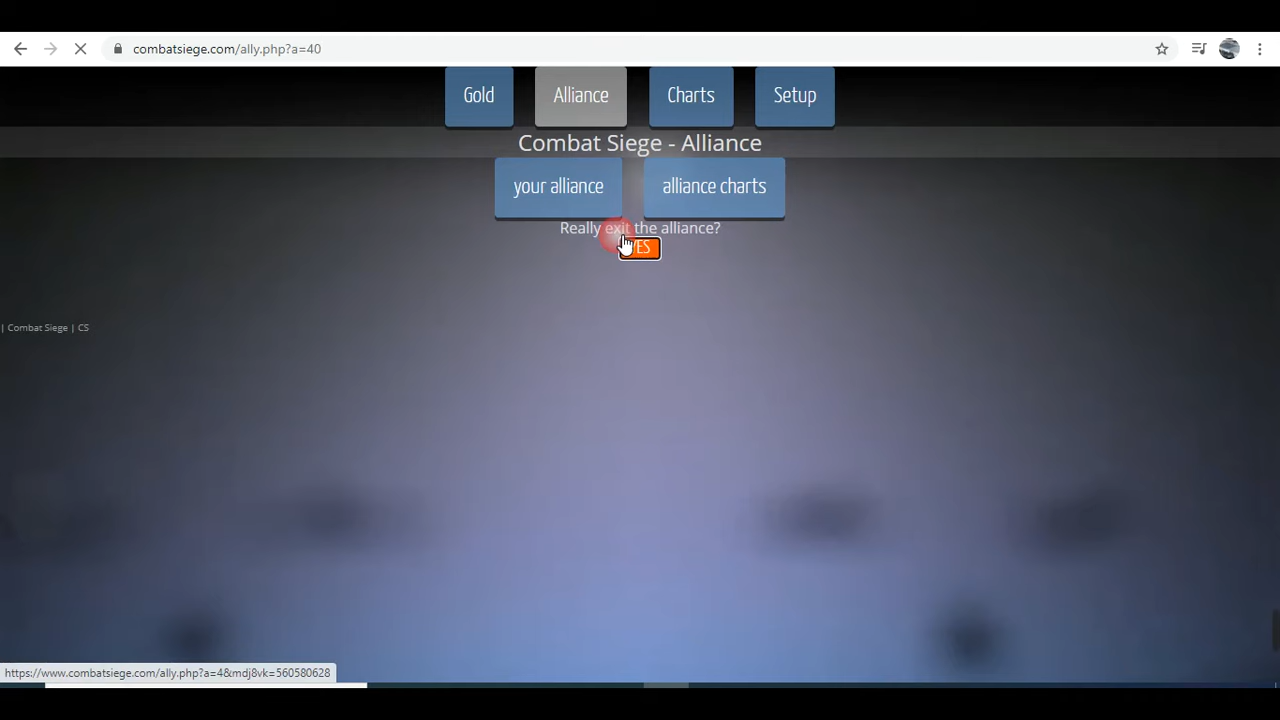 combatsiege.com/ally.php?a=40
Gold
Alliance
Charts
Setup
Combat Siege - Alliance
your alliance
alliance charts
Really exit the alliance?
YES
| Combat Siege | CS
https://www.combatsiege.com/ally.php?a=4&mdj8vk=560580628